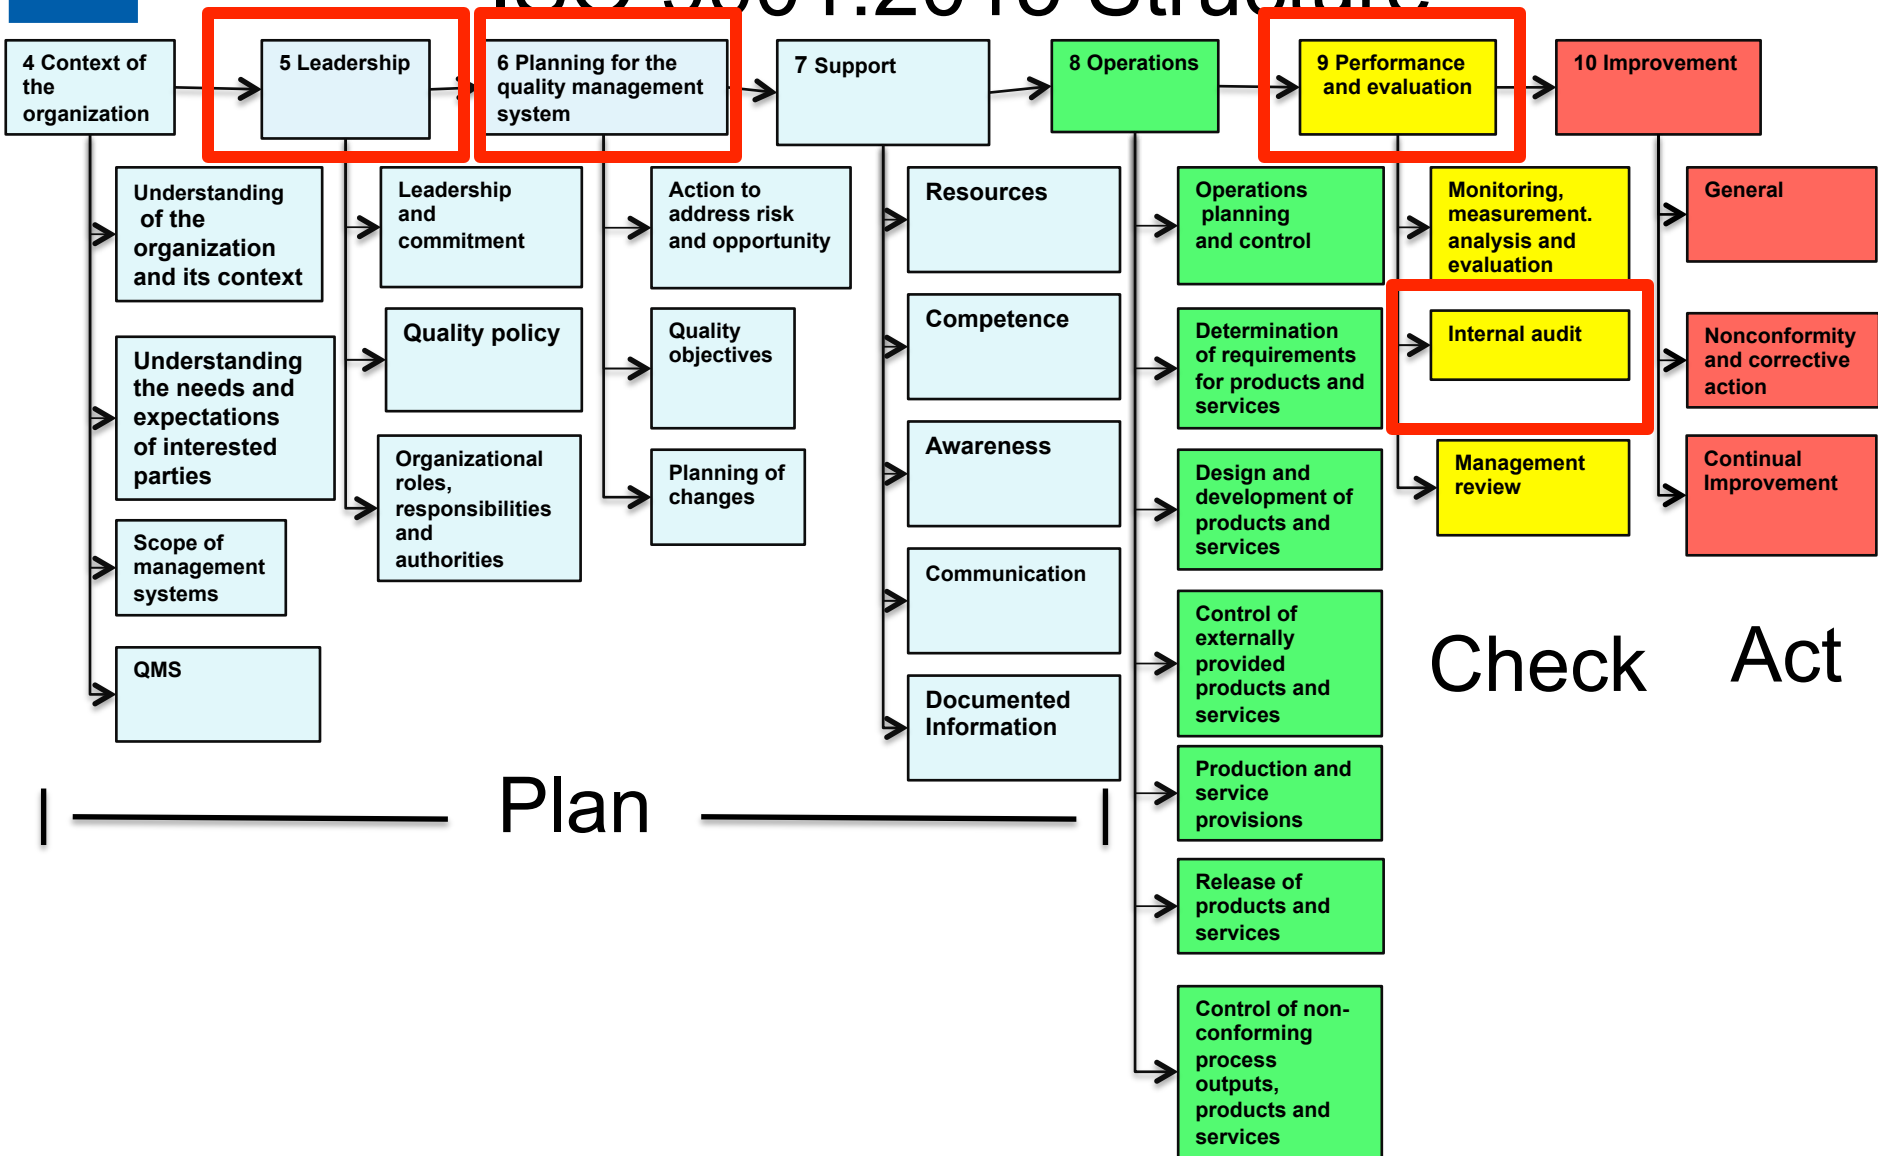 ISO 9001:2015 Structure
4 Context of
the
organization
5 Leadership
6 Planning for the
quality management
system
7 Support
8 Operations
9 Performance
and evaluation
10 Improvement
Understanding
of the
organization
and its context
Understanding
the needs and
expectations
of interested
parties
Scope of
management
systems
QMS
Leadership
and
commitment
Quality policy
Organizational
roles,
responsibilities
and
authorities
Action to
address risk
and opportunity
Quality
objectives
Planning of
changes
Resources
Competence
Awareness
Communication
Documented
Information
Operations
planning
and control
Determination
of requirements
for products and
services
Design and
development of
products and
services
Control of
externally
provided
products and
services
Production and
service
provisions
Release of
products and
services
Control of non-
conforming
process
outputs,
products and
services
Monitoring,
measurement.
analysis and
evaluation
Internal audit
Management
review
General
Nonconformity
and corrective
action
Continual
Improvement
Plan
Check
Act